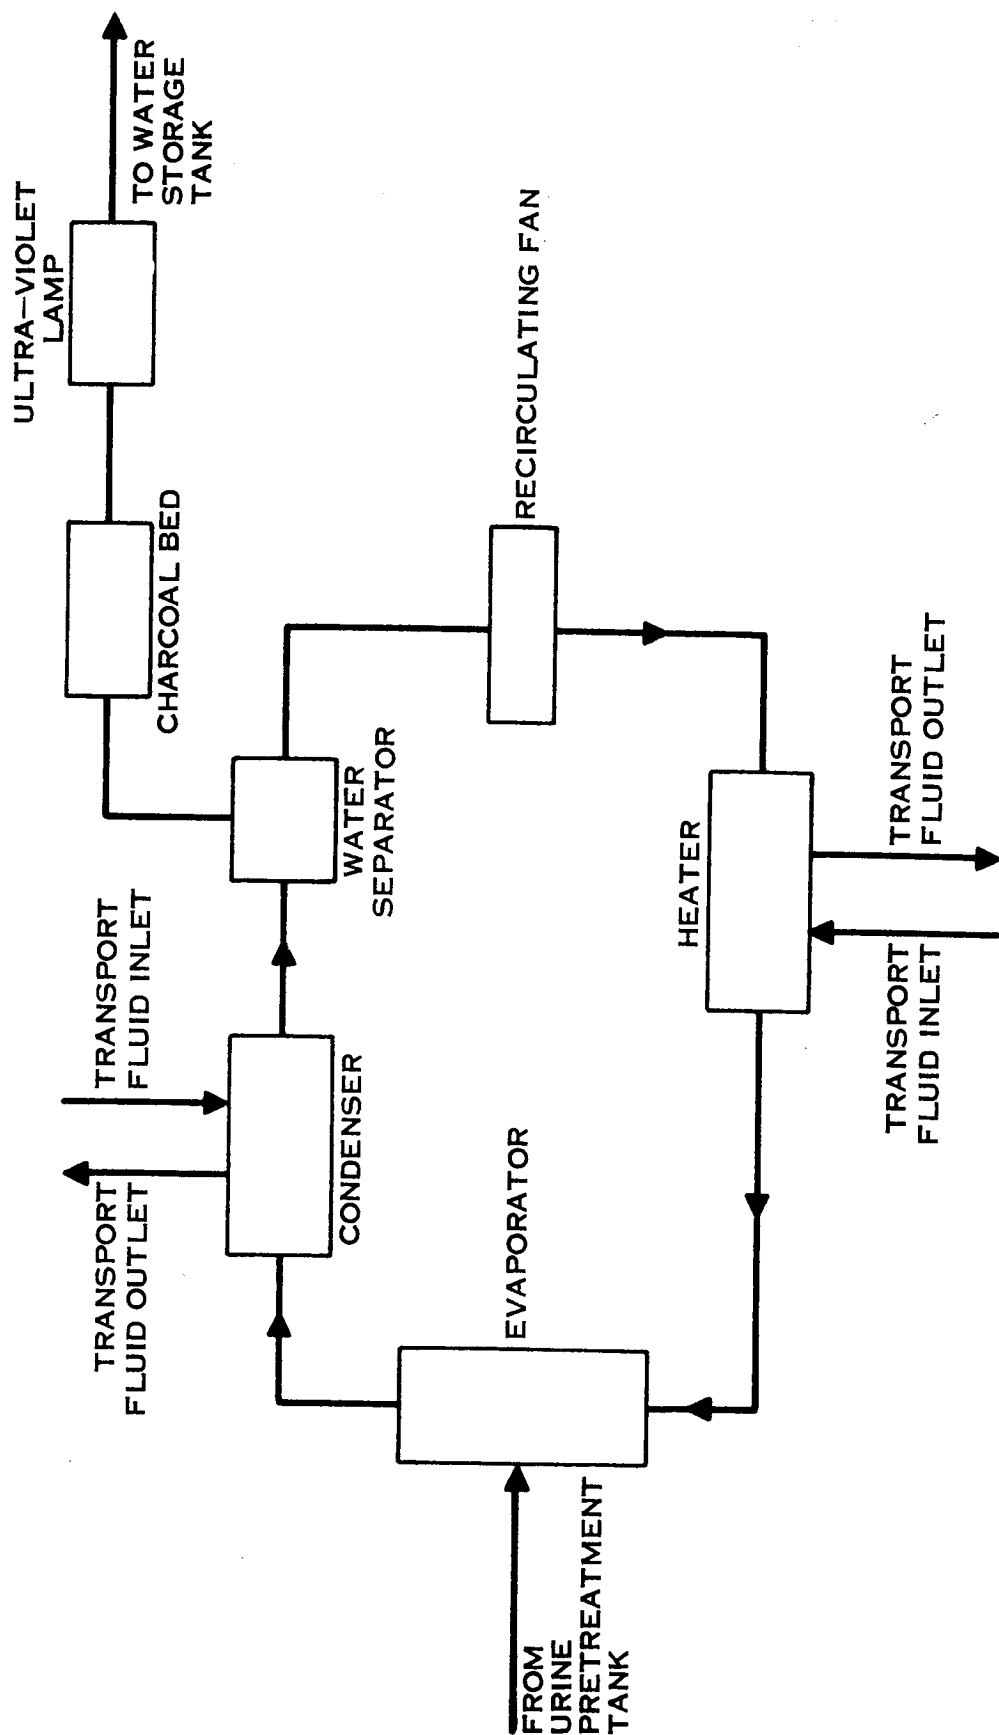 ULTRA—VIOLET
LAMP
TO WATER
STORAGE
TANK
CHARCOAL BED
TRANSPORT
FLUID OUTLET
TRANSPORT
FLUID INLET
CONDENSER
WATER
SEPARATOR
RECIRCULATING FAN
EVAPORATOR
FROM
URINE
PRETREATMENT
TANK
HEATER
TRANSPORT
FLUID INLET
TRANSPORT
FLUID OUTLET